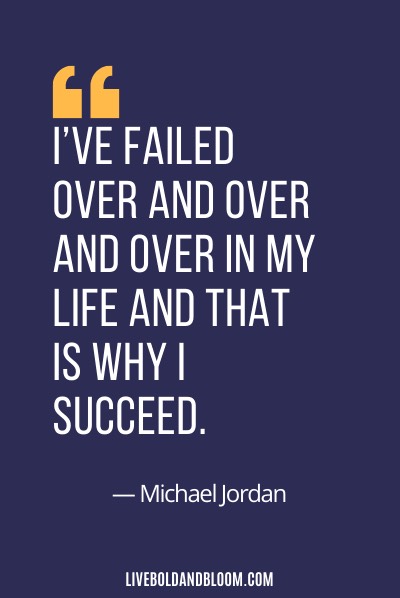 “
I’VE FAILED
OVER AND OVER
AND OVER IN MY
LIFE AND THAT
IS WHY I
SUCCEED.
— Michael Jordan
LIVEBOLDANDBLOOM.COM